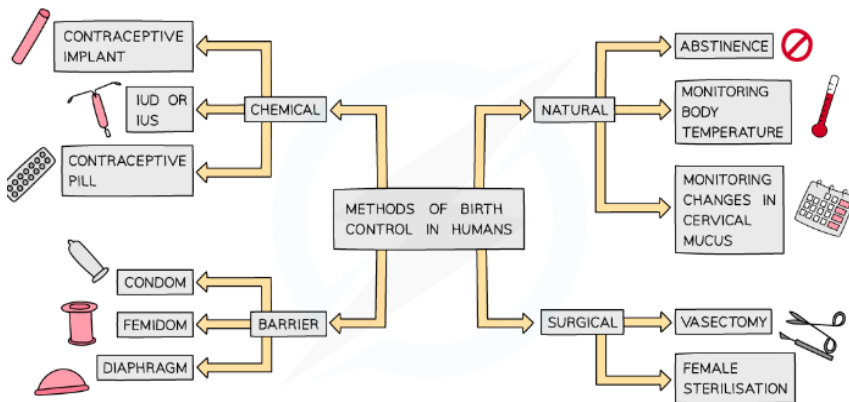 METHODS OF BIRTH
CONTROL IN HUMANS
CHEMICAL
CONTRACEPTIVE
IMPLANT
IUD OR
IUS
CONTRACEPTIVE
PILL
BARRIER
CONDOM
FEMIDOM
DIAPHRAGM
NATURAL
ABSTINENCE
MONITORING
BODY
TEMPERATURE
MONITORING
CHANGES IN
CERVICAL
MUCUS
SURGICAL
VASECTOMY
FEMALE
STERILISATION